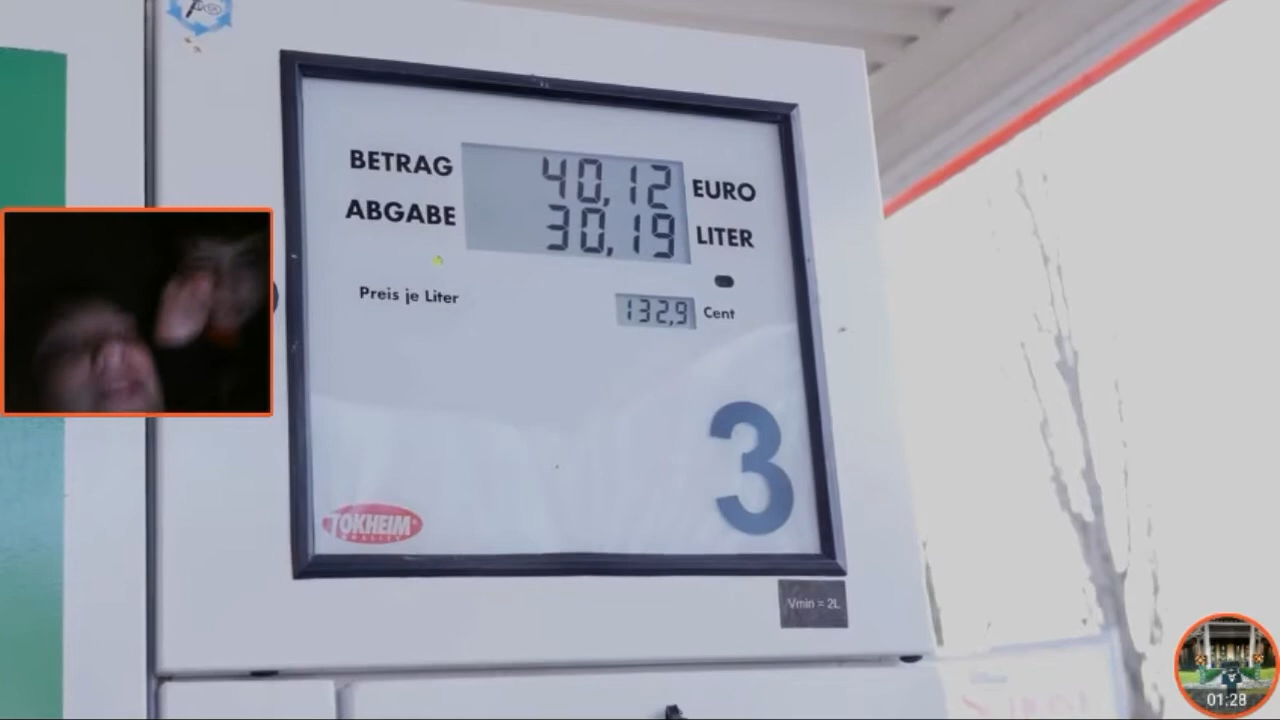 BETRAG 40,12 EURO
ABGABE 30,19 LITER
Preis je Liter 132,9 Cent
3
TOKHEIM
QUALITY
Vmin = 2L
01:28